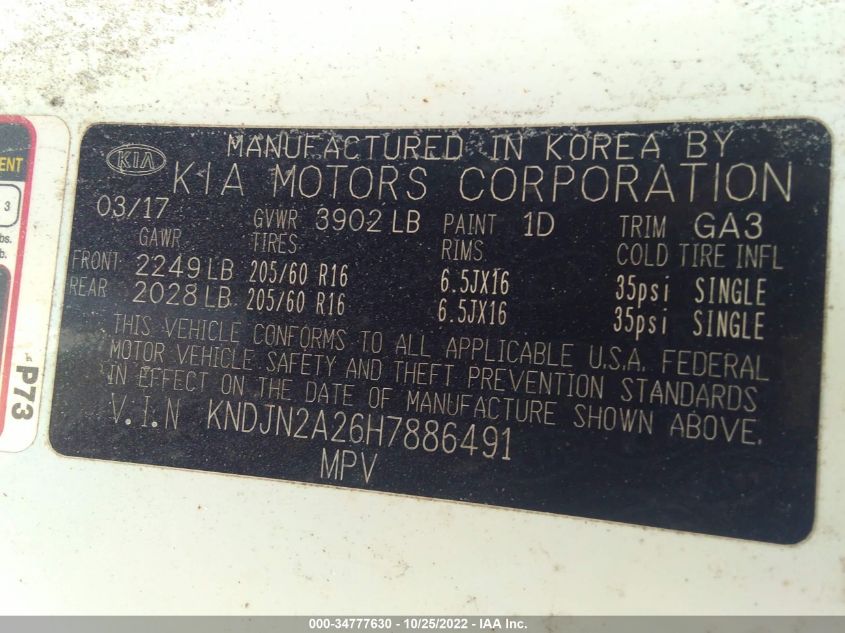 MANUFACTURED IN KOREA BY
KIA KIA MOTORS CORPORATION
03/17 GVWR 3902 LB PAINT 1D TRIM GA3
GAWR TIRES RIMS COLD TIRE INFL
FRONT 2249 LB 205/60 R16 6.5JX16 35psi SINGLE
REAR 2028 LB 205/60 R16 6.5JX16 35psi SINGLE
THIS VEHICLE CONFORMS TO ALL APPLICABLE U.S.A. FEDERAL
MOTOR VEHICLE SAFETY AND THEFT PREVENTION STANDARDS
IN EFFECT ON THE DATE OF MANUFACTURE SHOWN ABOVE.
V.I.N KNDJN2A26H7886491
MPV
ENT
3
bs.
b.
P73
000-34777630 - 10/25/2022 - IAA Inc.